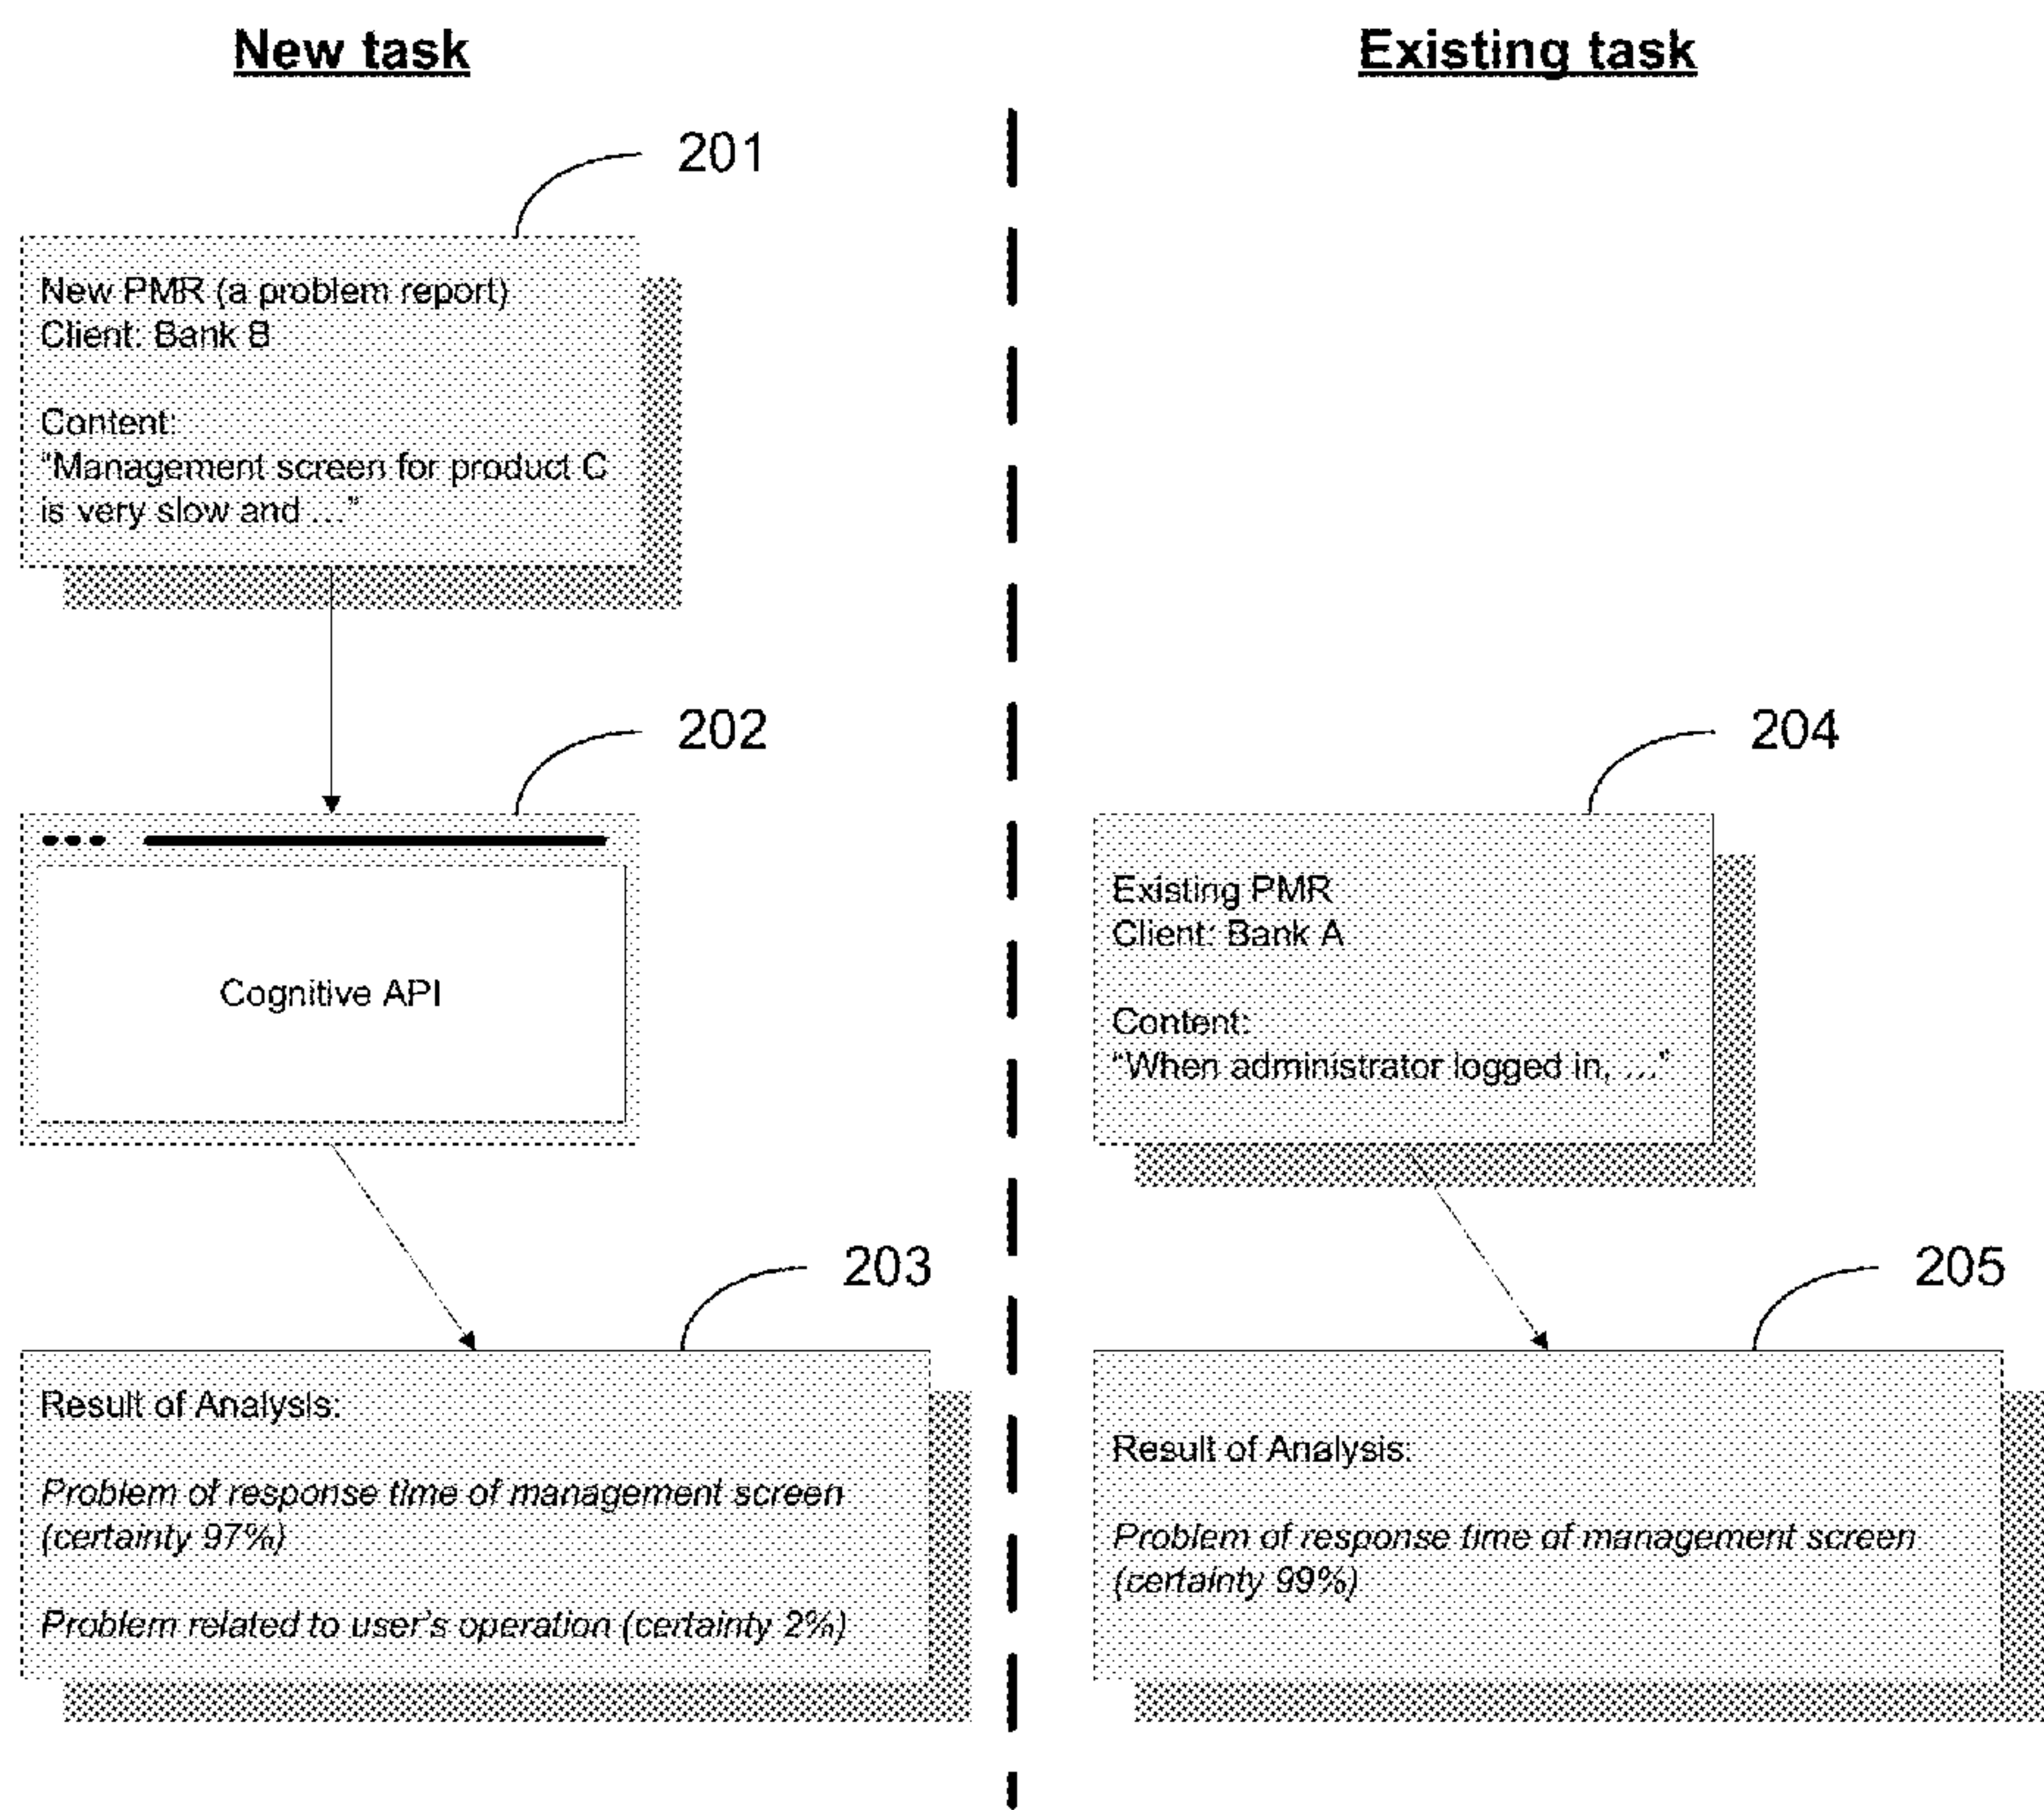 New task
201
New PMR (a problem report)
Client: Bank B
Content:
“Management screen for product C
is very slow and …”
202
Cognitive API
203
Result of Analysis:
Problem of response time of management screen
(certainty 97%)
Problem related to user’s operation (certainty 2%)
Existing task
204
Existing PMR
Client: Bank A
Content:
“When administrator logged in, …”
205
Result of Analysis:
Problem of response time of management screen
(certainty 99%)